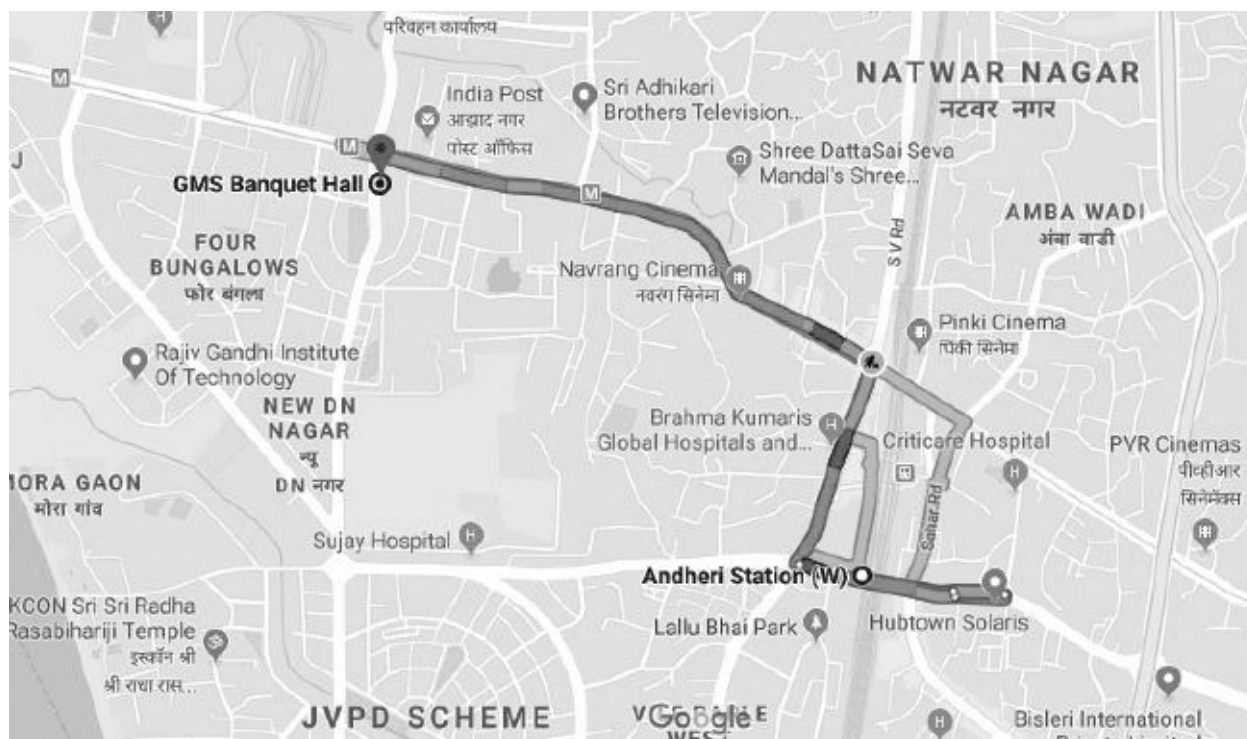 परिवहन कार्यालय
NATWAR NAGAR
नटवर नगर
India Post
आझाद नगर
पोस्ट ऑफिस
Sri Adhikari
Brothers Television...
Shree DattaSai Seva
Mandal's Shree...
M
M
M
J
GMS Banquet Hall
S V Rd
AMBA WADI
अंबा वाडी
FOUR
BUNGALOWS
फोर बंगला
Navrang Cinema
नवरंग सिनेमा
Pinki Cinema
पिंकी सिनेमा
Rajiv Gandhi Institute
Of Technology
NEW DN
NAGAR
न्यू
DN नगर
Brahma Kumaris
Global Hospitals and...
H
Criticare Hospital
H
PVR Cinemas
पीव्हीआर
सिनेमॅक्स
MORA GAON
मोरा गांव
Sahar Rd
Sujay Hospital
H
Andheri Station (W)
KCON Sri Sri Radha
Rasabihariji Temple
इस्कॉन श्री
श्री राधा रास...
Lallu Bhai Park
Hubtown Solaris
JVPD SCHEME
Google
WEST
H
Bisleri International